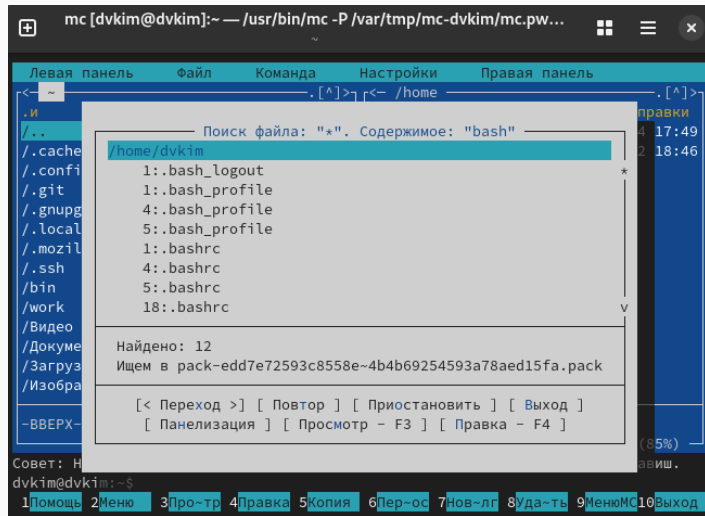 mc [dvkim@dvkim]:~ — /usr/bin/mc -P /var/tmp/mc-dvkim/mc.pw…
~
Левая панель Файл Команда Настройки Правая панель
<— ~ .[^]> <— /home .[^]>
.и правки
/.. 4 17:49
/.cache 2 18:46
/.confi
/.git
/.gnupg
/.local
/.mozil
/.ssh
/bin
/work
/Видео
/Докуме
/Загруз
/Изобра
-ВВЕРХ-
(85%)
Поиск файла: "*". Содержимое: "bash"
/home/dvkim
1:.bash_logout
1:.bash_profile
4:.bash_profile
5:.bash_profile
1:.bashrc
4:.bashrc
5:.bashrc
18:.bashrc
Найдено: 12
Ищем в pack-edd7e72593c8558e~4b4b69254593a78aed15fa.pack
[< Переход >] [ Повтор ] [ Приостановить ] [ Выход ]
[ Панелизация ] [ Просмотр - F3 ] [ Правка - F4 ]
Совет: Н авиш.
dvkim@dvkim:~$
1Помощь 2Меню 3Про~тр 4Правка 5Копия 6Пер~ос 7Нов~лг 8Уда~ть 9МенюMC 10Выход